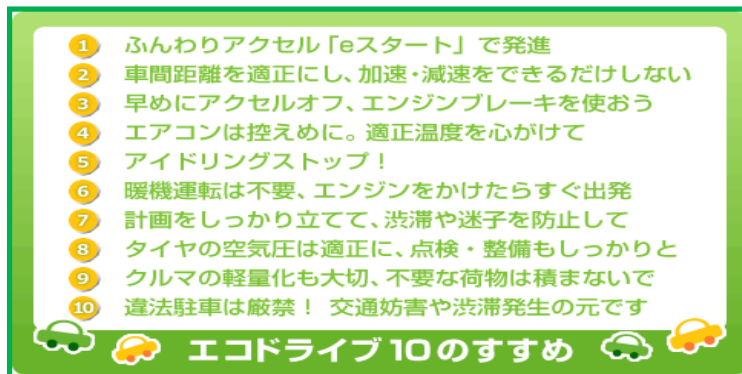 1 ふんわりアクセル「eスタート」で発進
2 車間距離を適正にし、加速・減速をできるだけしない
3 早めにアクセルオフ、エンジンブレーキを使おう
4 エアコンは控えめに。適正温度を心がけて
5 アイドリングストップ！
6 暖機運転は不要、エンジンをかけたらすぐ出発
7 計画をしっかり立てて、渋滞や迷子を防止して
8 タイヤの空気圧は適正に、点検・整備もしっかりと
9 クルマの軽量化も大切、不要な荷物は積まないで
10 違法駐車は厳禁！ 交通妨害や渋滞発生の元です
エコドライブ10のすすめ